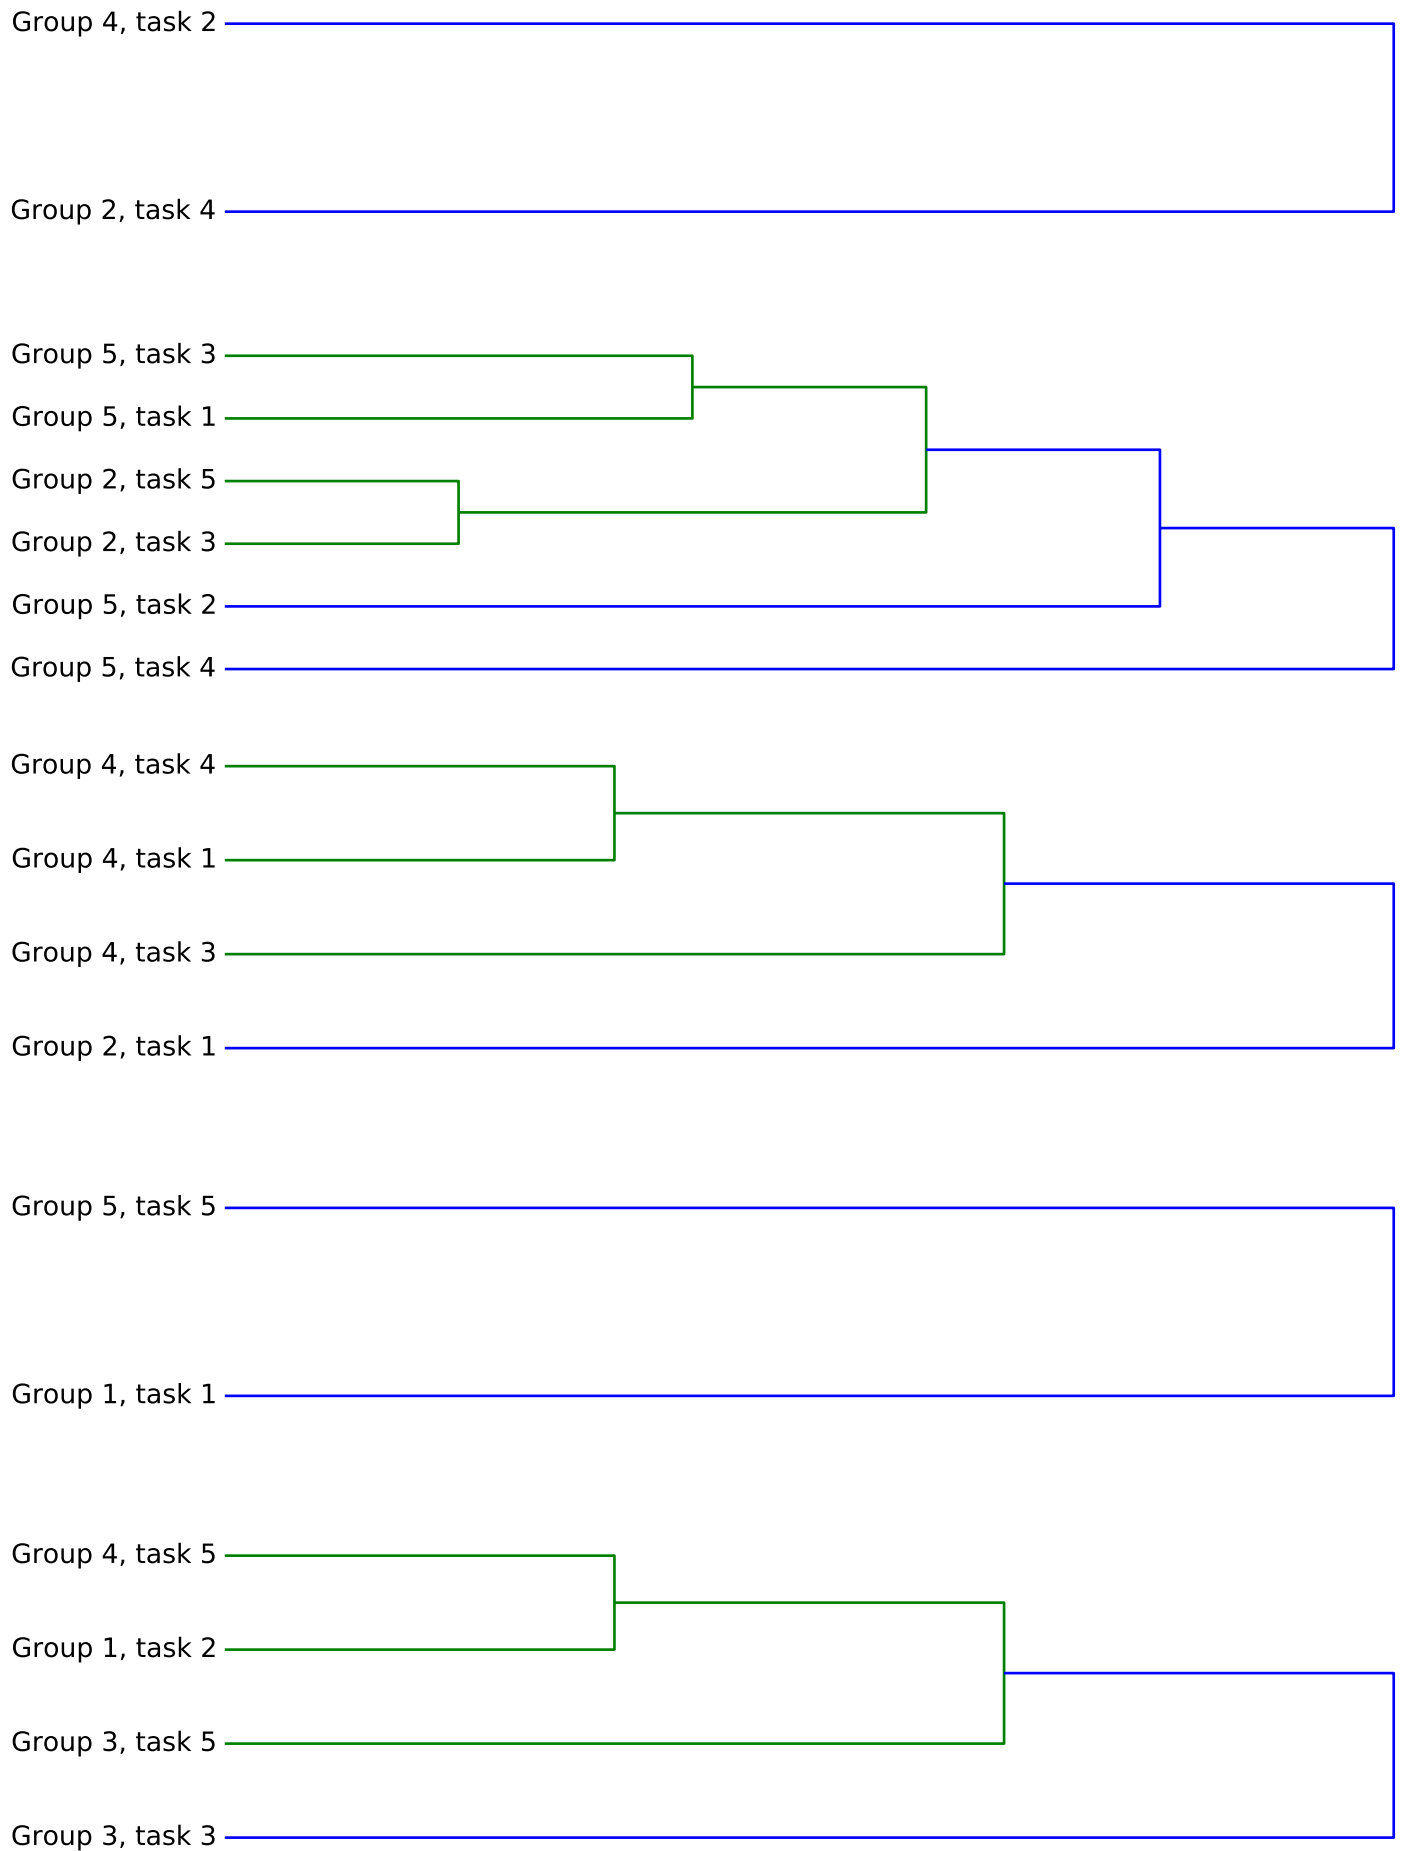 Group 4, task 2
Group 2, task 4
Group 5, task 3
Group 5, task 1
Group 2, task 5
Group 2, task 3
Group 5, task 2
Group 5, task 4
Group 4, task 4
Group 4, task 1
Group 4, task 3
Group 2, task 1
Group 5, task 5
Group 1, task 1
Group 4, task 5
Group 1, task 2
Group 3, task 5
Group 3, task 3